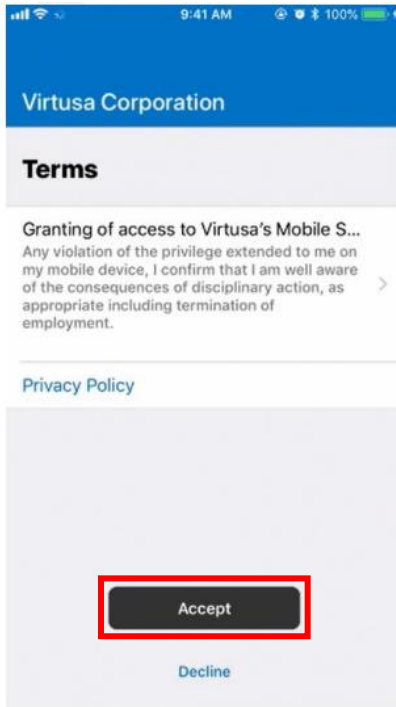 9:41 AM 100%
Virtusa Corporation
Terms
Granting of access to Virtusa's Mobile S...
Any violation of the privilege extended to me on
my mobile device, I confirm that I am well aware
of the consequences of disciplinary action, as
appropriate including termination of
employment.
Privacy Policy
Accept
Decline